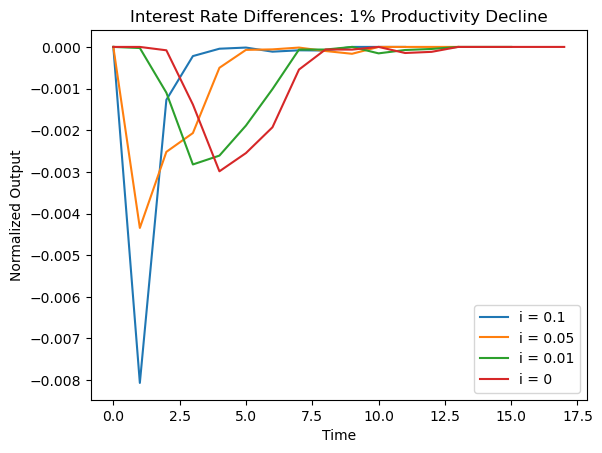 Interest Rate Differences: 1% Productivity Decline
0.000
−0.001
−0.002
−0.003
−0.004
−0.005
−0.006
−0.007
−0.008
Normalized Output
i = 0.1
i = 0.05
i = 0.01
i = 0
0.0 2.5 5.0 7.5 10.0 12.5 15.0 17.5
Time